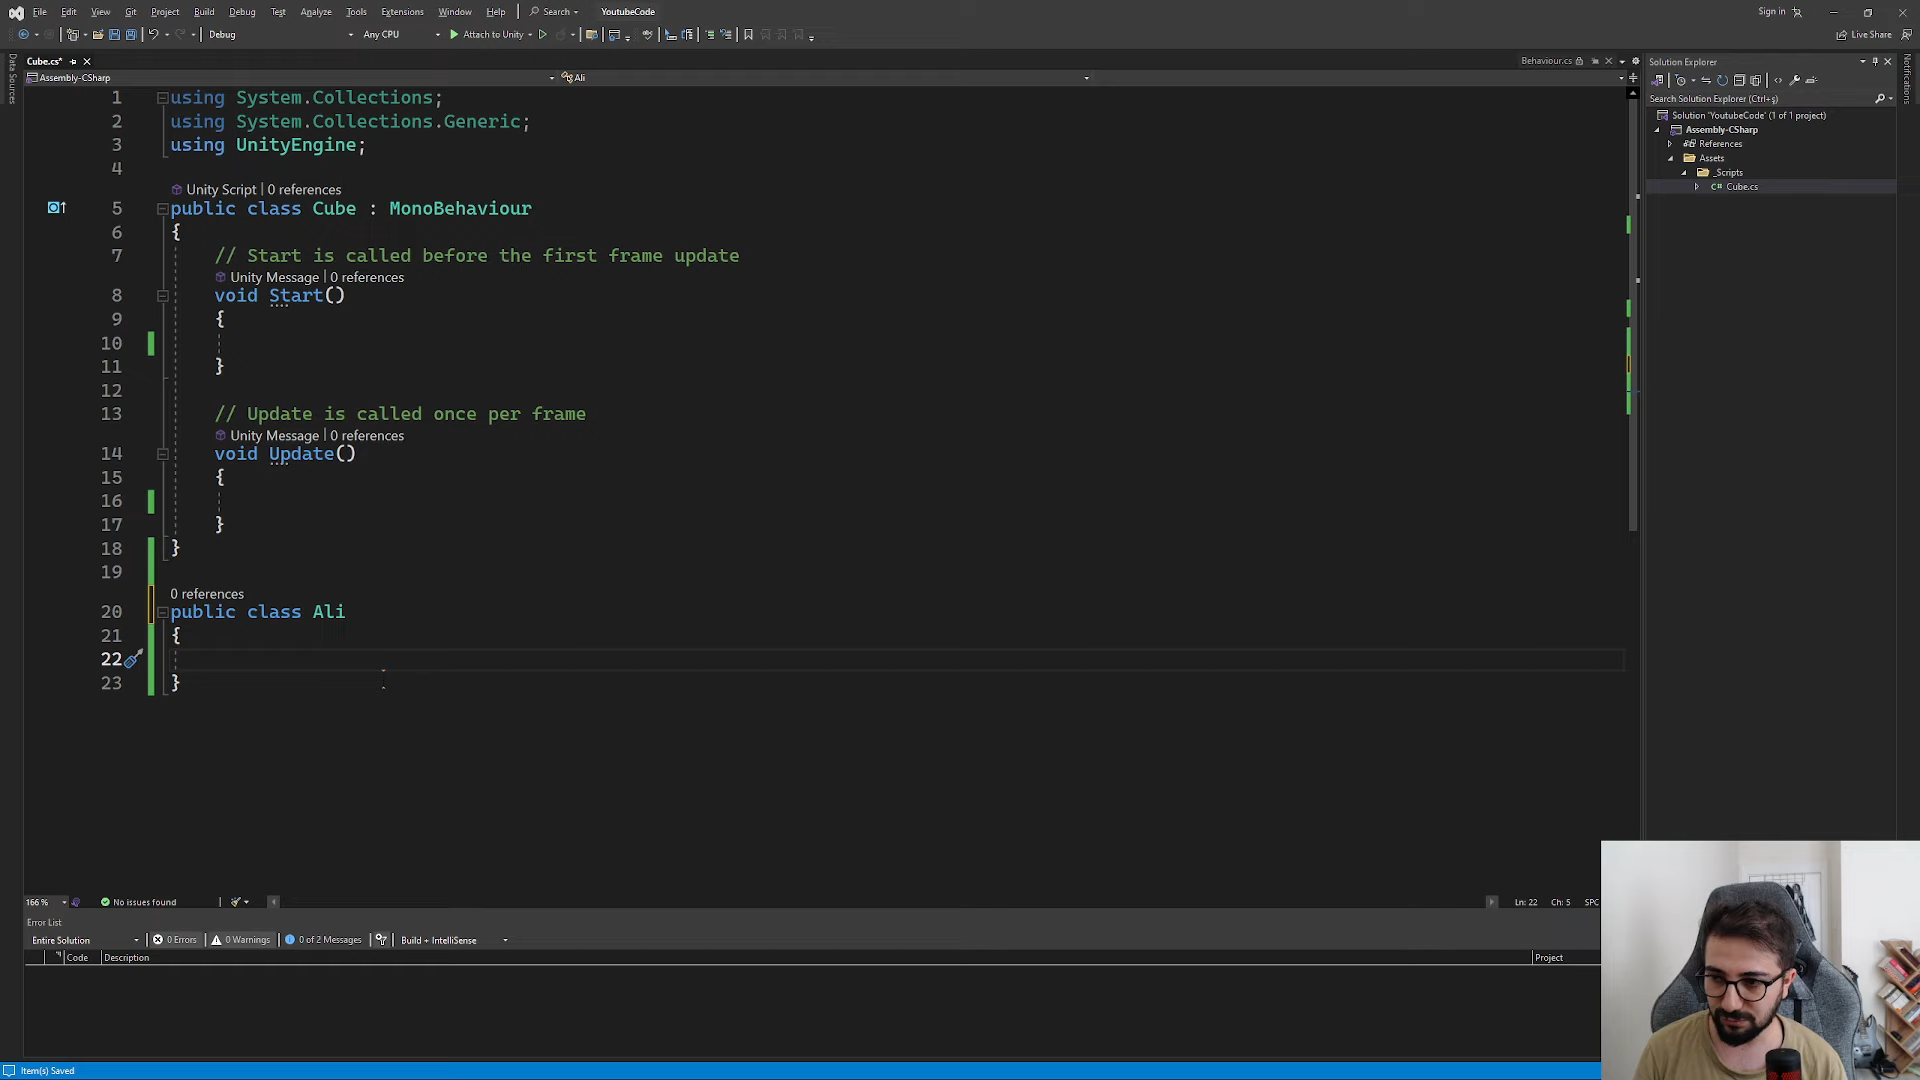 File Edit View Git Project Build Debug Test Analyze Tools Extensions Window Help Search YoutubeCode Sign in
Debug Any CPU Attach to Unity Live Share
Cube.cs* Behaviour.cs
Assembly-CSharp Ali
Data Sources
1 using System.Collections;
2 using System.Collections.Generic;
3 using UnityEngine;
4
Unity Script | 0 references
5 public class Cube : MonoBehaviour
6 {
7 // Start is called before the first frame update
Unity Message | 0 references
8 void Start()
9 {
10
11 }
12
13 // Update is called once per frame
Unity Message | 0 references
14 void Update()
15 {
16
17 }
18 }
19
0 references
20 public class Ali
21 {
22
23 }
166 % No issues found Ln: 22 Ch: 5 SPC
Error List
Entire Solution 0 Errors 0 Warnings 0 of 2 Messages Build + IntelliSense
Code Description Project
Item(s) Saved
Solution Explorer
Search Solution Explorer (Ctrl+ş)
Solution 'YoutubeCode' (1 of 1 project)
Assembly-CSharp
References
Assets
_Scripts
C# Cube.cs
Notifications